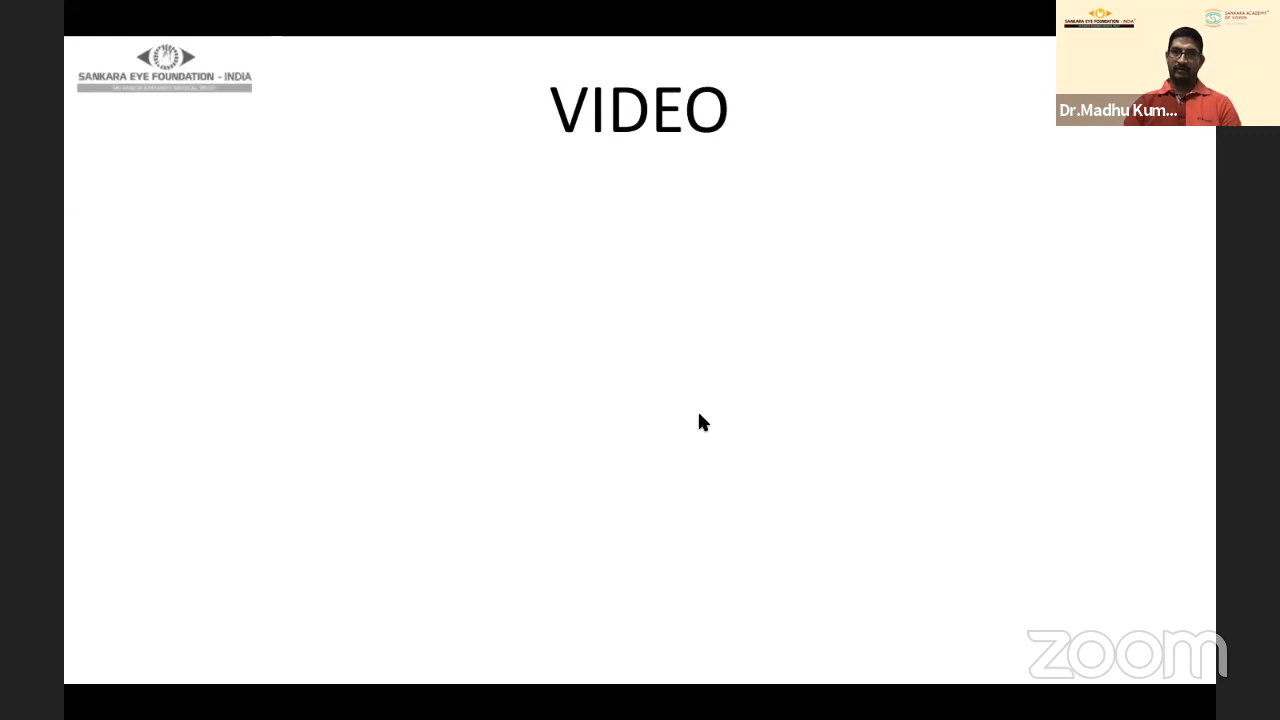 SANKARA EYE FOUNDATION - INDIA
VIDEO
SANKARA EYE FOUNDATION - INDIA
SANKARA ACADEMY
OF VISION
Dr.Madhu Kum...
zoom